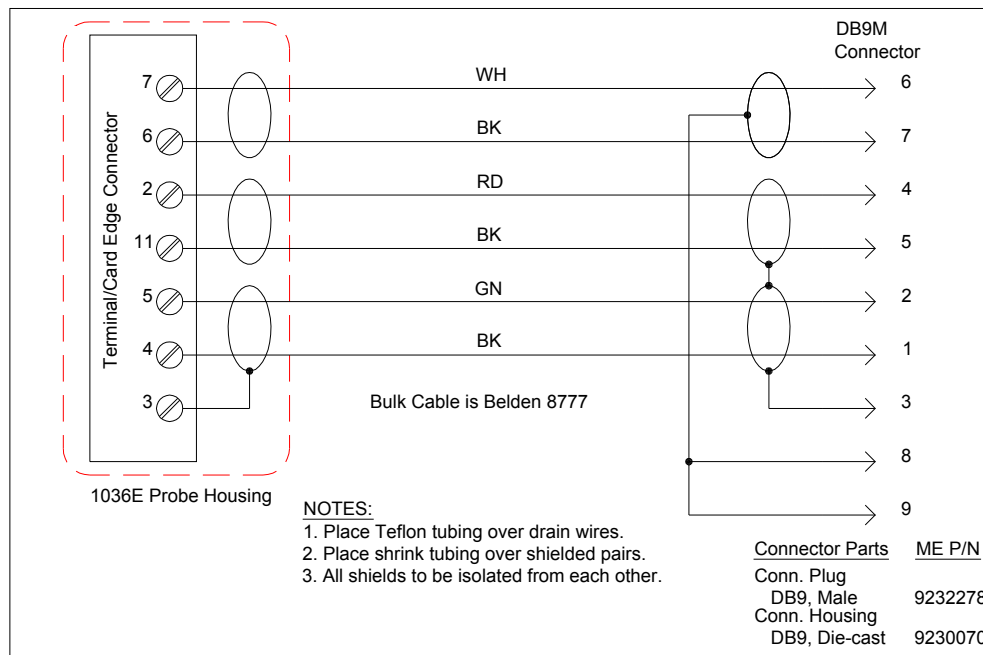 DB9M
Connector
7 WH 6
6 BK 7
2 RD 4
11 BK 5
5 GN 2
4 BK 1
3 3
8
9
Terminal/Card Edge Connector
Bulk Cable is Belden 8777
1036E Probe Housing
NOTES:
1. Place Teflon tubing over drain wires.
2. Place shrink tubing over shielded pairs.
3. All shields to be isolated from each other.
Connector Parts ME P/N
Conn. Plug
DB9, Male 9232278
Conn. Housing
DB9, Die-cast 9230070